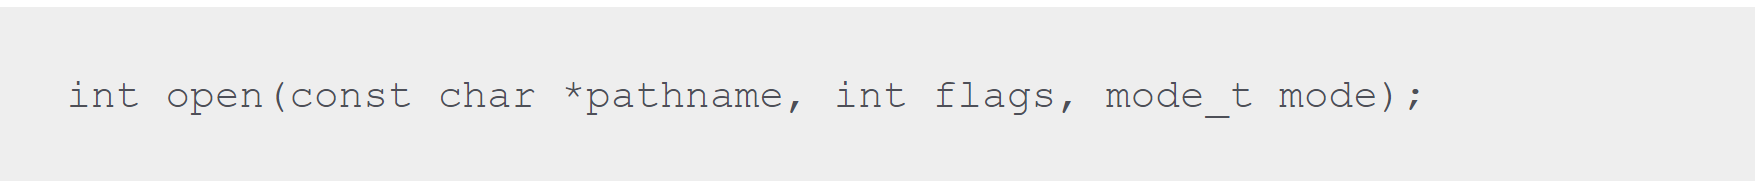 int open(const char *pathname, int flags, mode_t mode);